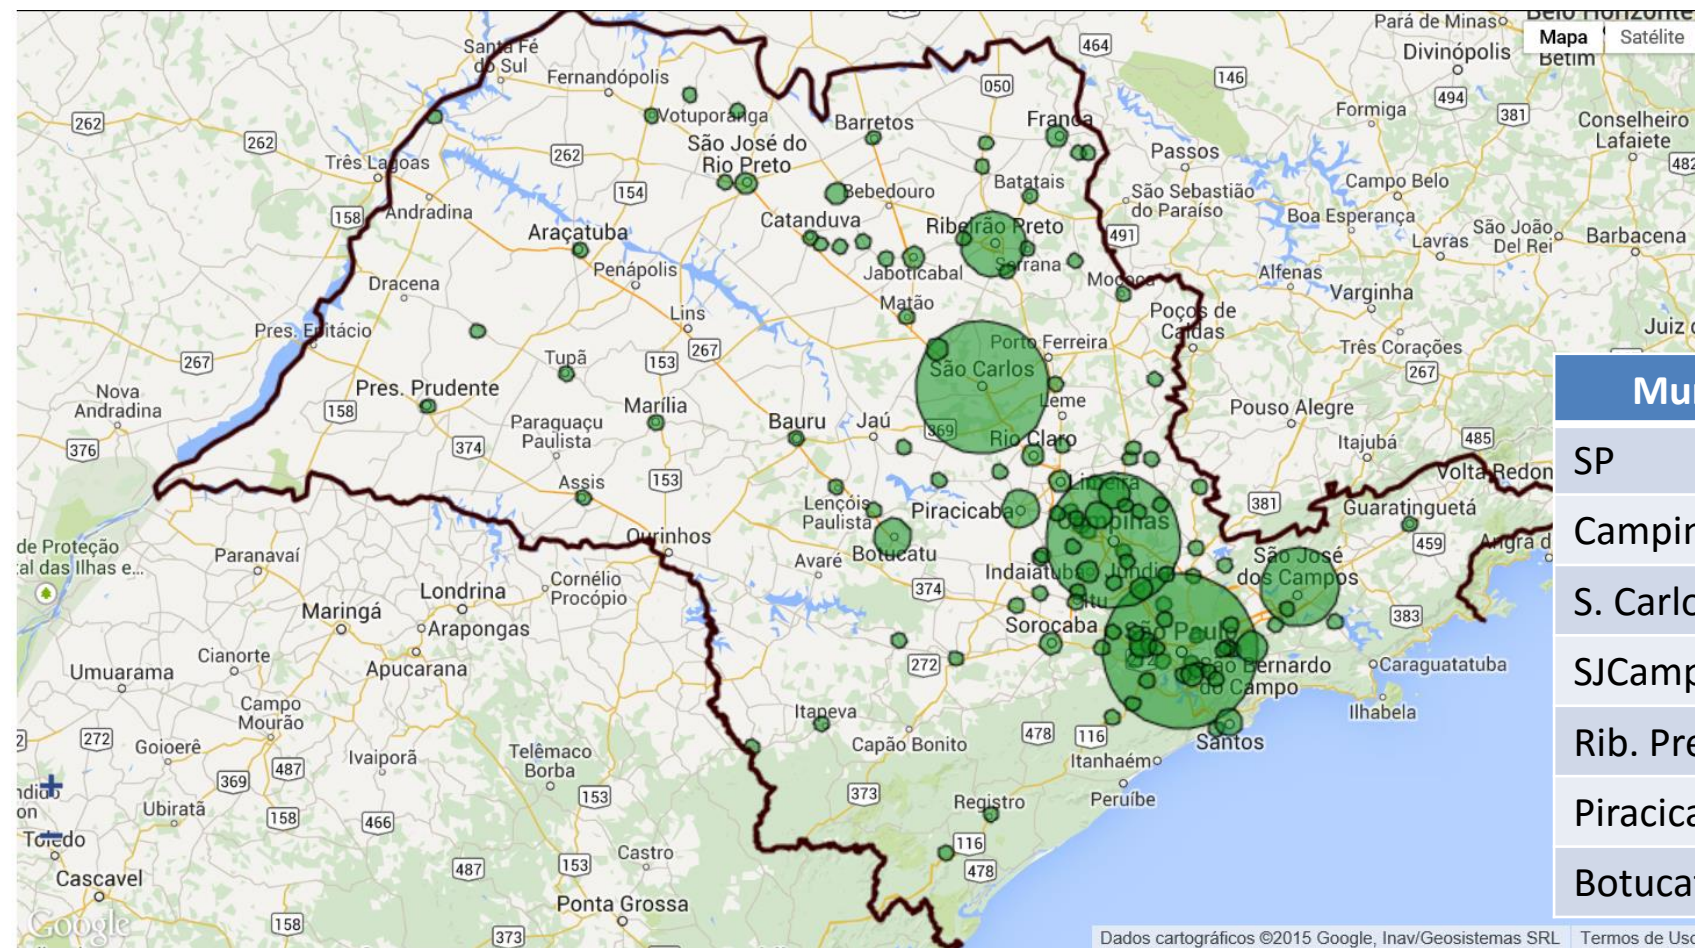 Pará de Minas
Belo Horizonte
Mapa
Satélite
Divinópolis
Betim
464
Santa Fé
do Sul
Fernandópolis
146
050
494
381
Formiga
Conselheiro
Lafaiete
262
Votuporanga
Barretos
Franca
262
São José do
Rio Preto
Passos
482
Três Lagoas
262
154
Bebedouro
Batatais
São Sebastião
do Paraíso
Campo Belo
158
Andradina
Catanduva
Boa Esperança
São João
Del Rei
Barbacena
Araçatuba
Ribeirão Preto
491
Lavras
Penápolis
Jaboticabal
Serrana
Mococa
Alfenas
Dracena
Matão
Varginha
Lins
Poços de
Caldas
Juiz
Pres. Epitácio
267
267
153
Tupã
Porto Ferreira
Três Corações
São Carlos
267
Nova
Andradina
Pres. Prudente
158
Marília
Bauru
Jaú
Leme
Pouso Alegre
Paraguaçu
Paulista
369
Rio Claro
Itajubá
485
376
374
Volta Redon
Assis
153
Limeira
381
Guaratinguetá
Lençóis
Paulista
Piracicaba
Campinas
459
Angra d
de Proteção
al das Ilhas e...
Paranavaí
Ourinhos
Botucatu
Avaré
São José
dos Campos
Indaiatuba
Jundiaí
Londrina
Cornélio
Procópio
374
Itu
383
Maringá
Arapongas
Sorocaba
São Paulo
Cianorte
Apucarana
272
São Bernardo
do Campo
Caraguatatuba
Umuarama
Campo
Mourão
Itapeva
Ilhabela
272
Goioerê
Capão Bonito
478
116
Santos
487
Ivaiporã
Telêmaco
Borba
Itanhaém
369
Peruíbe
153
373
Registro
Ubiratã
158
466
Toledo
Castro
116
487
153
478
Cascavel
Ponta Grossa
158
373
Google
Dados cartográficos ©2015 Google, Inav/Geosistemas SRL
Termos de Uso
Mu
SP
Campin
S. Carlo
SJCamp
Rib. Pre
Piracica
Botucat